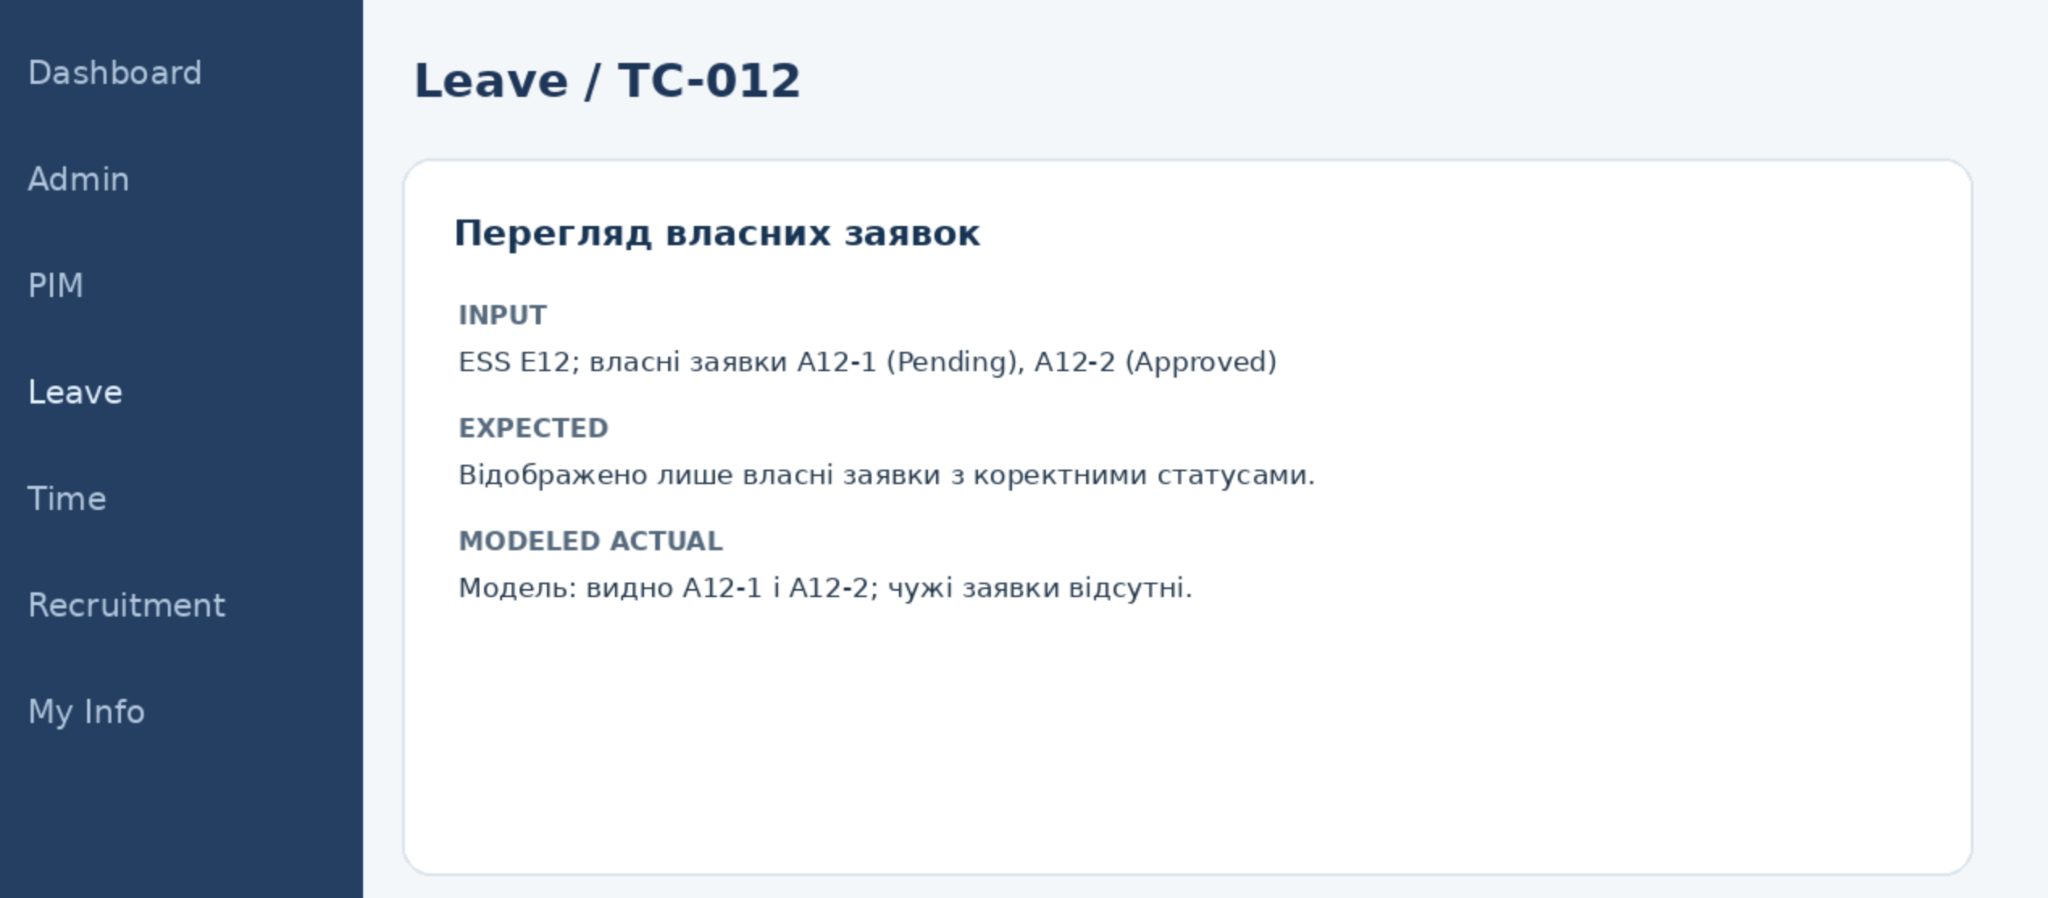 Dashboard
Admin
PIM
Leave
Time
Recruitment
My Info
Leave / TC-012
Перегляд власних заявок
INPUT
ESS E12; власні заявки A12-1 (Pending), A12-2 (Approved)
EXPECTED
Відображено лише власні заявки з коректними статусами.
MODELED ACTUAL
Модель: видно A12-1 і A12-2; чужі заявки відсутні.